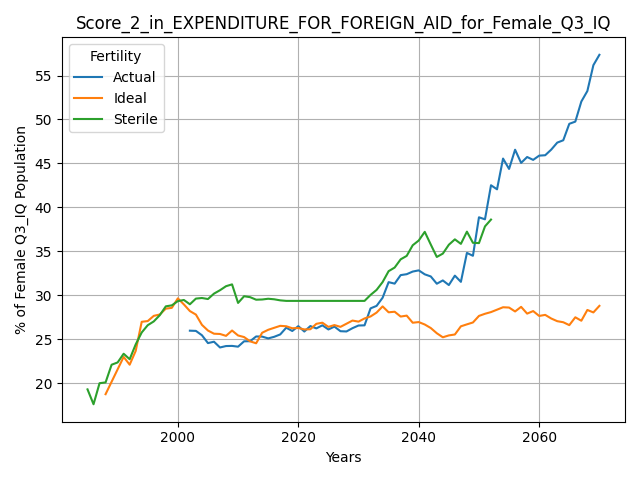 Score_2_in_EXPENDITURE_FOR_FOREIGN_AID_for_Female_Q3_IQ
Fertility
Actual
Ideal
Sterile
% of Female Q3_IQ Population
55
50
45
40
35
30
25
20
2000
2020
2040
2060
Years